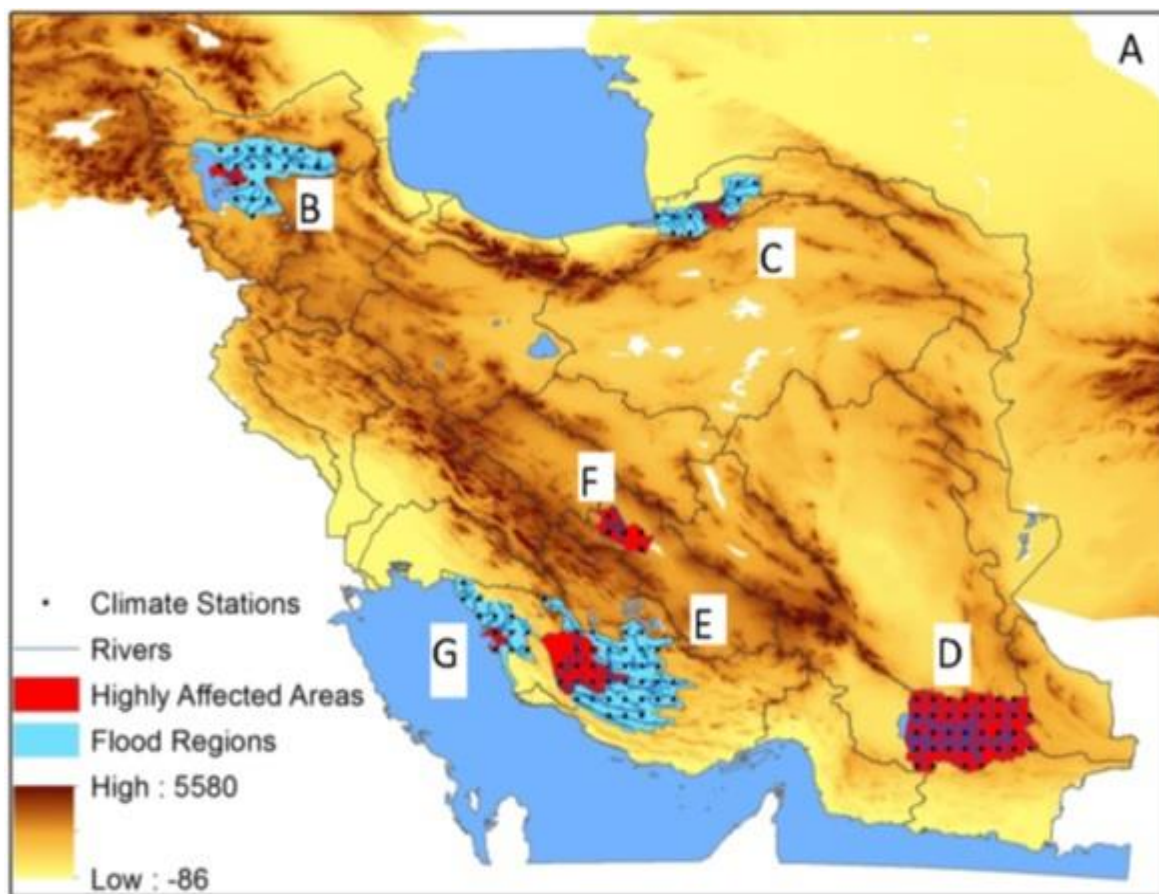 A
B
C
F
E
G
D
Climate Stations
Rivers
Highly Affected Areas
Flood Regions
High : 5580
Low : -86